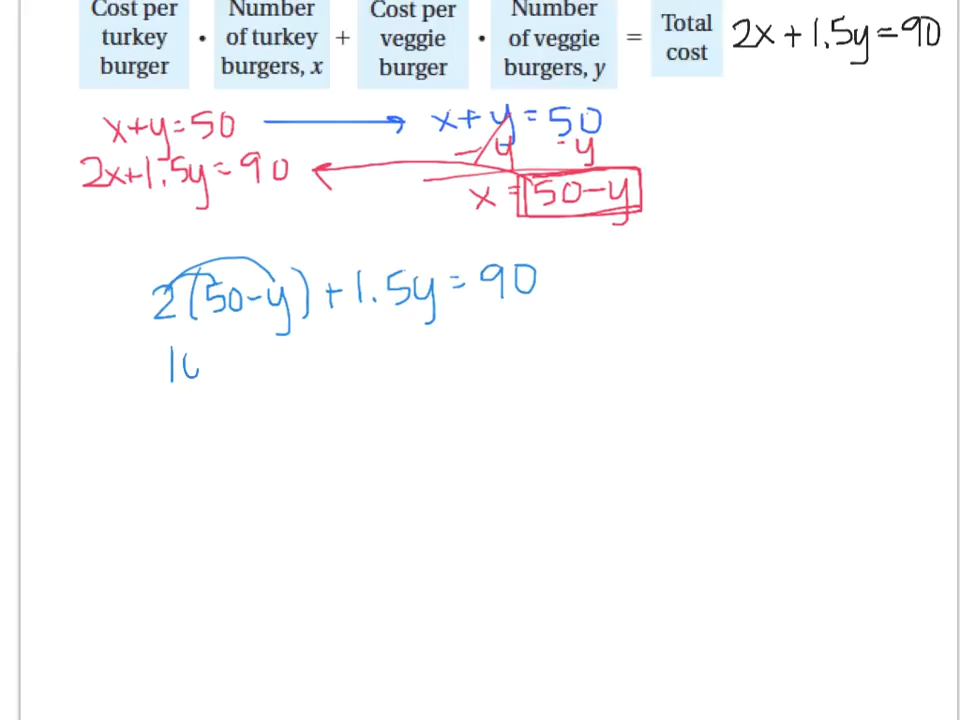 Cost per turkey burger · Number of turkey burgers, x + Cost per veggie burger · Number of veggie burgers, y = Total cost 2x + 1.5y = 90
x+y=50 x+y=50
-y -y
2x+1.5y=90
x = 50-y
2(50-y)+1.5y=90
10